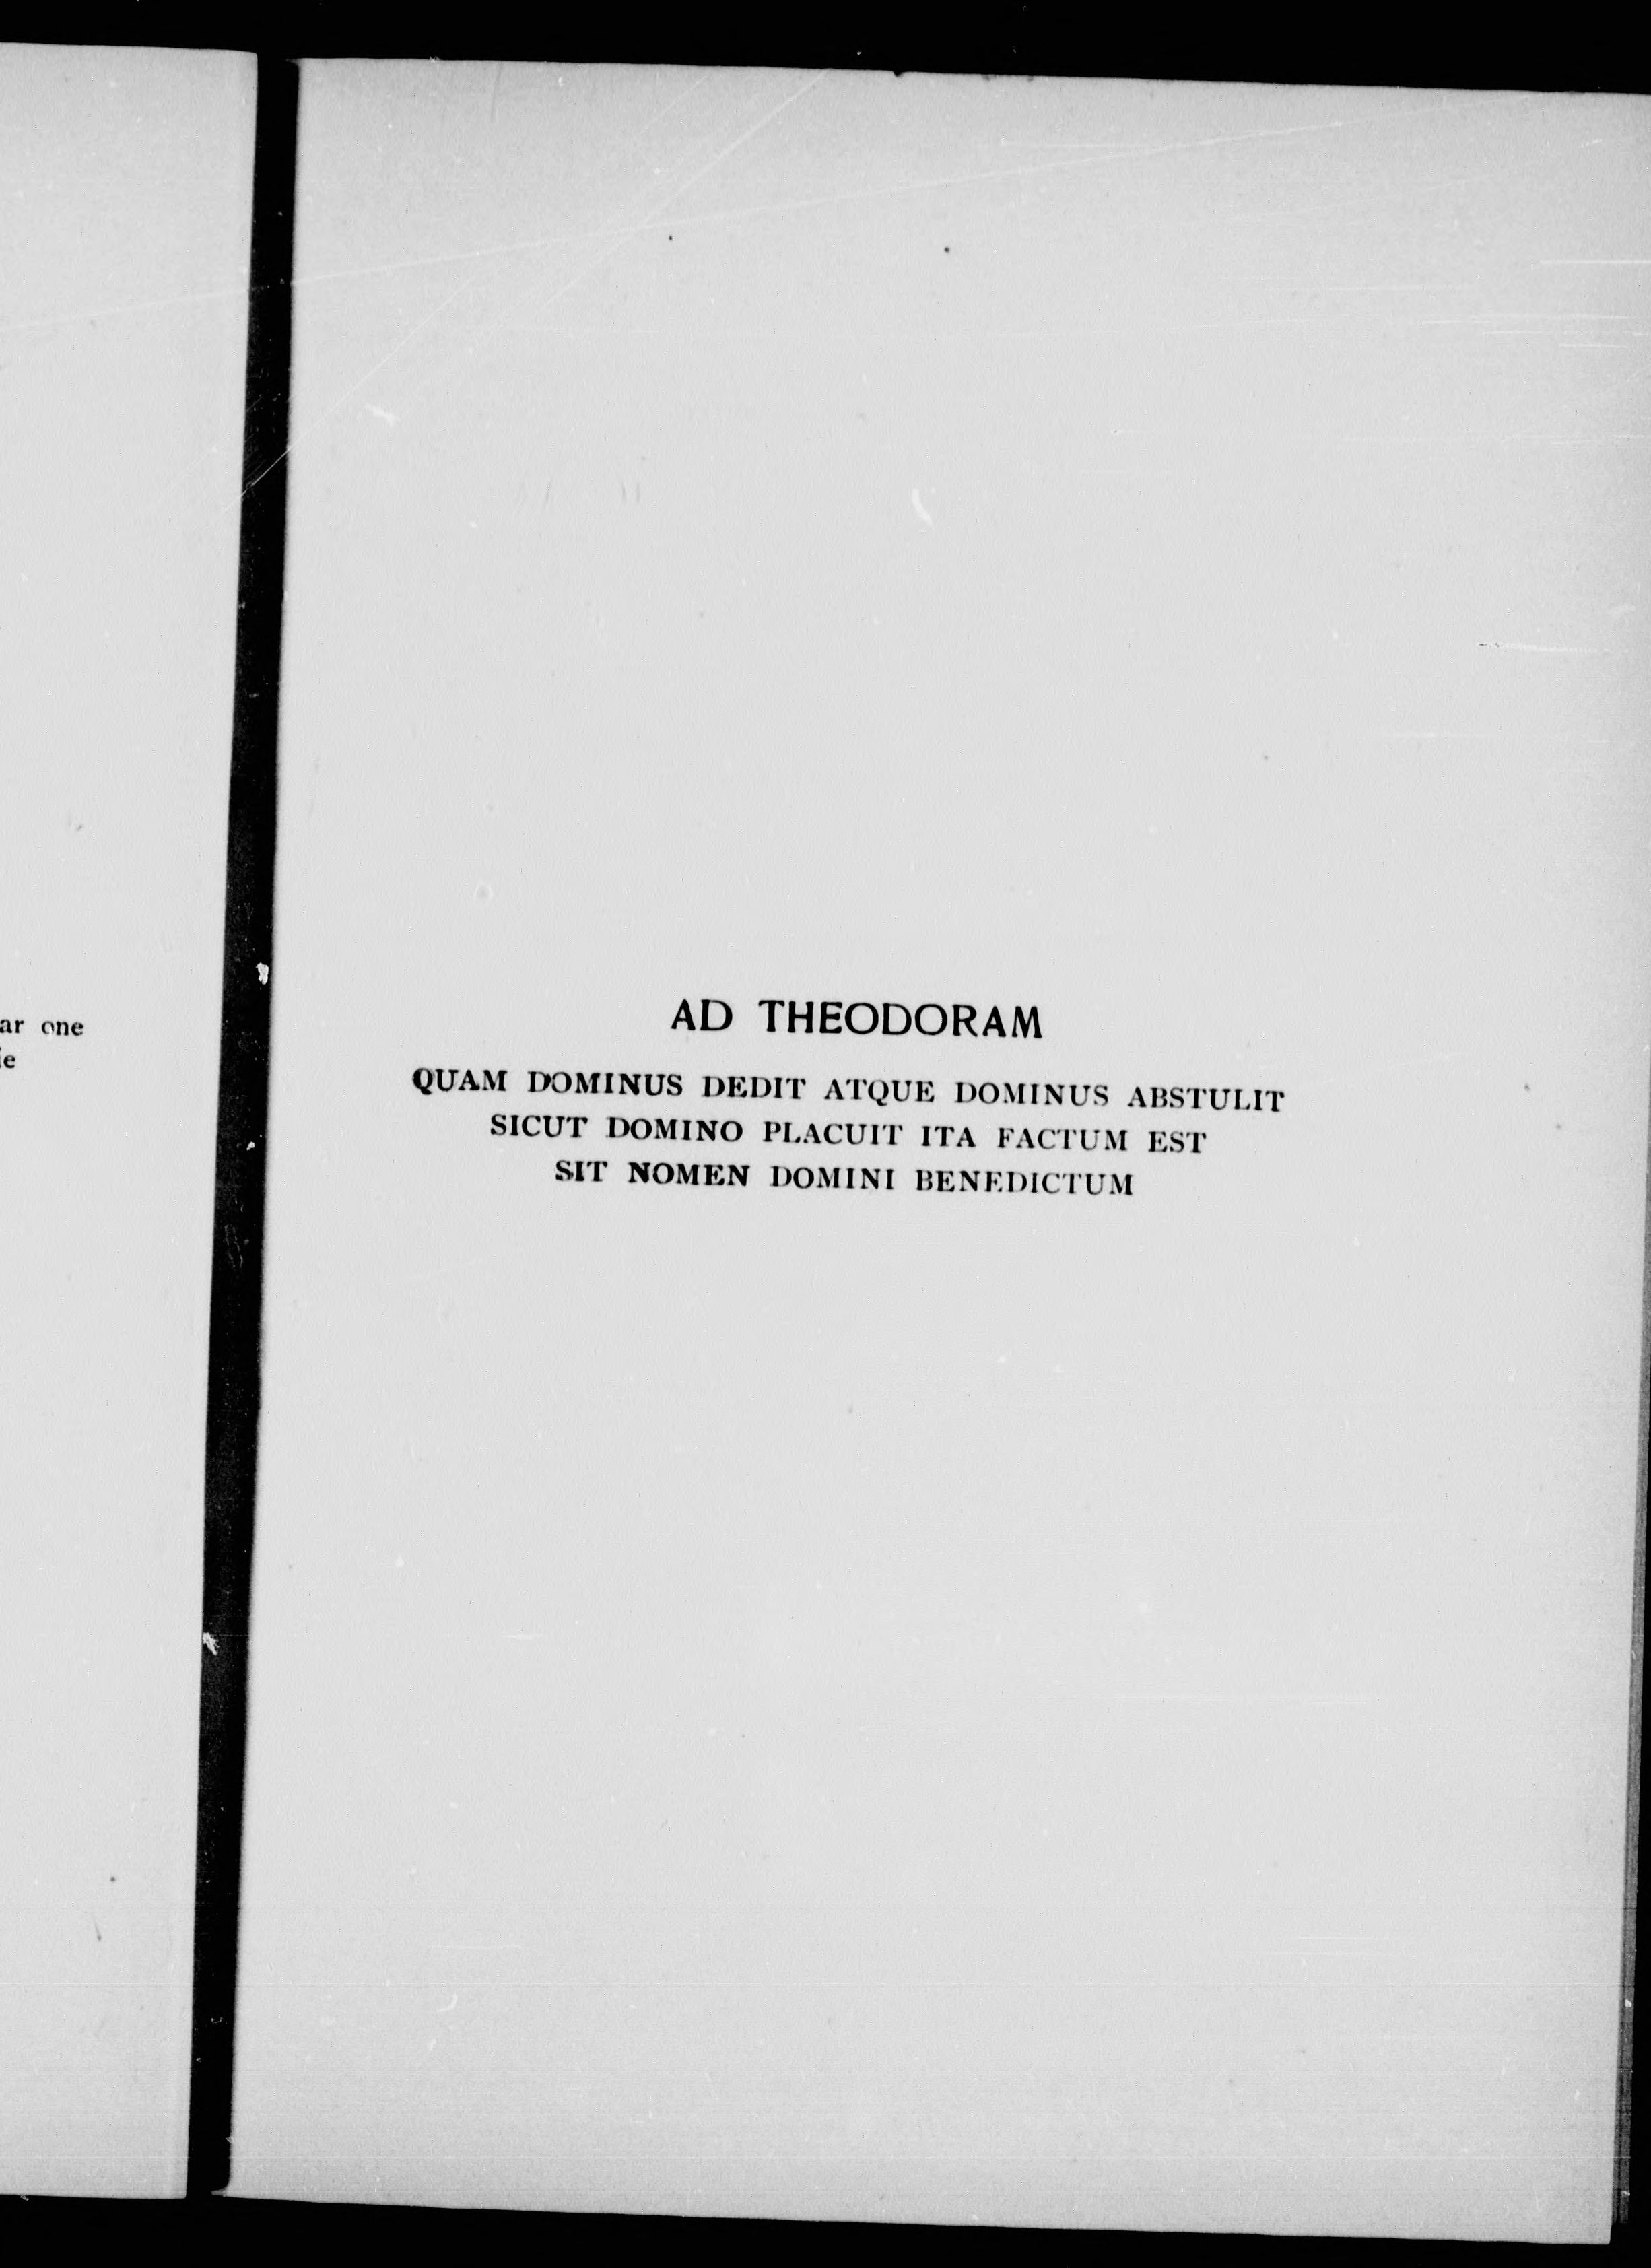 ar one
ie
AD THEODORAM
QUAM DOMINUS DEDIT ATQUE DOMINUS ABSTULIT
SICUT DOMINO PLACUIT ITA FACTUM EST
SIT NOMEN DOMINI BENEDICTUM